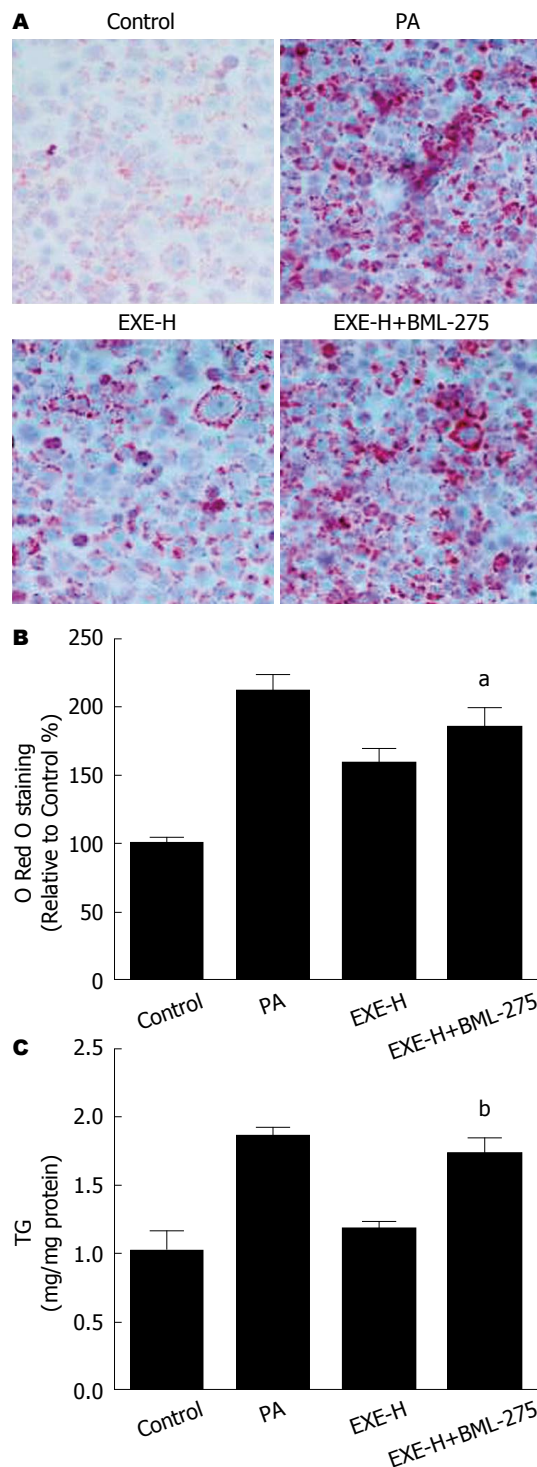 A
Control
PA
EXE-H
EXE-H+BML-275
B
O Red O staining
(Relative to Control %)
250
200
150
100
50
0
a
Control
PA
EXE-H
EXE-H+BML-275
C
TG
(mg/mg protein)
2.5
2.0
1.5
1.0
0.5
0.0
b
Control
PA
EXE-H
EXE-H+BML-275